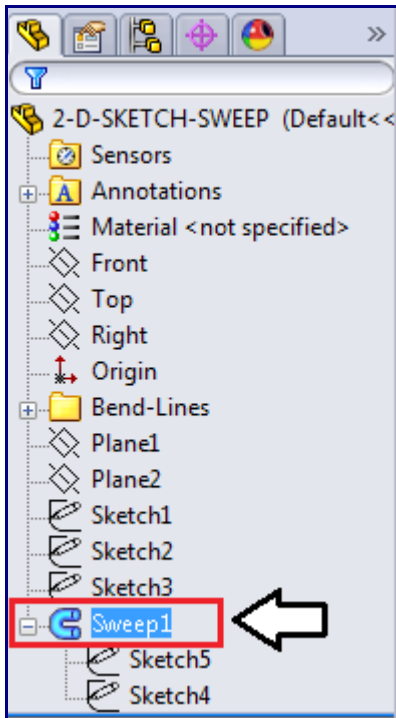 »
2-D-SKETCH-SWEEP (Default<<
Sensors
A Annotations
Material <not specified>
Front
Top
Right
Origin
Bend-Lines
Plane1
Plane2
Sketch1
Sketch2
Sketch3
Sweep1
Sketch5
Sketch4